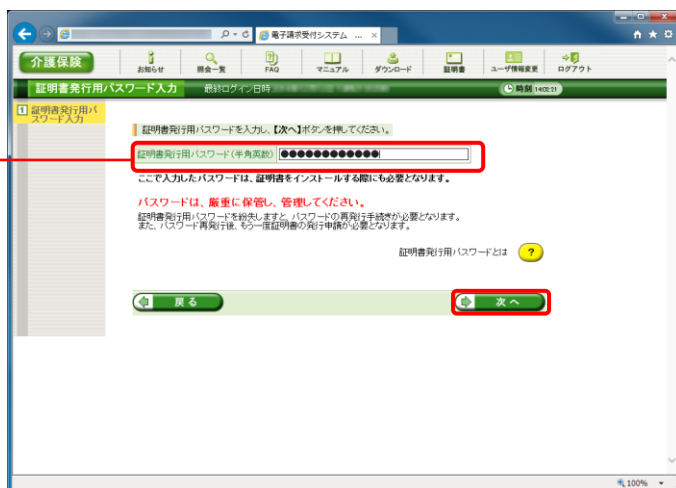 電子請求受付システム ...
介護保険
お知らせ
照会一覧
FAQ
マニュアル
ダウンロード
証明書
ユーザ情報変更
ログアウト
証明書発行用パスワード入力
最終ログイン日時
時刻 14:02:21
1 証明書発行用パ
スワード入力
証明書発行用パスワードを入力し、【次へ】ボタンを押してください。
証明書発行用パスワード(半角英数) ●●●●●●●●●●●●
ここで入力したパスワードは、証明書をインストールする際にも必要となります。
パスワードは、厳重に保管し、管理してください。
証明書発行用パスワードを紛失しますと、パスワードの再発行手続きが必要となります。
また、パスワード再発行後、もう一度証明書の発行申請が必要となります。
証明書発行用パスワードとは ?
戻る
次へ
100%